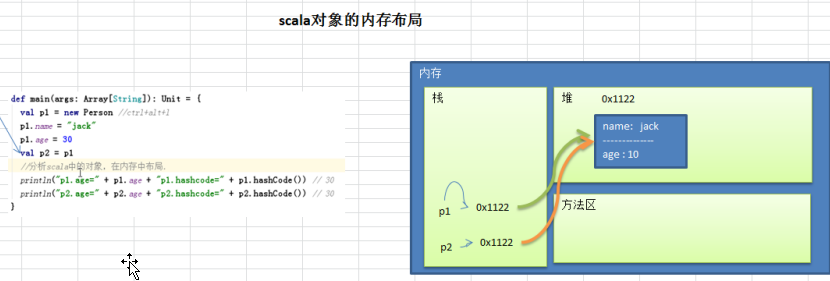 scala对象的内存布局
def main(args: Array[String]): Unit = {
val p1 = new Person //ctrl+alt+l
p1.name = "jack"
p1.age = 30
val p2 = p1
//分析scala中的对象，在内存中布局.
println("p1.age=" + p1.age + "p1.hashcode=" + p1.hashCode()) // 30
println("p2.age=" + p2.age + "p2.hashcode=" + p2.hashCode()) // 30
}
内存
栈
p1 0x1122
p2 0x1122
堆 0x1122
name: jack
--------------
age : 10
方法区